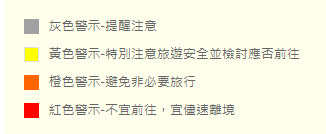 灰色警示-提醒注意
黃色警示-特別注意旅遊安全並檢討應否前往
橙色警示-避免非必要旅行
紅色警示-不宜前往，宜儘速離境